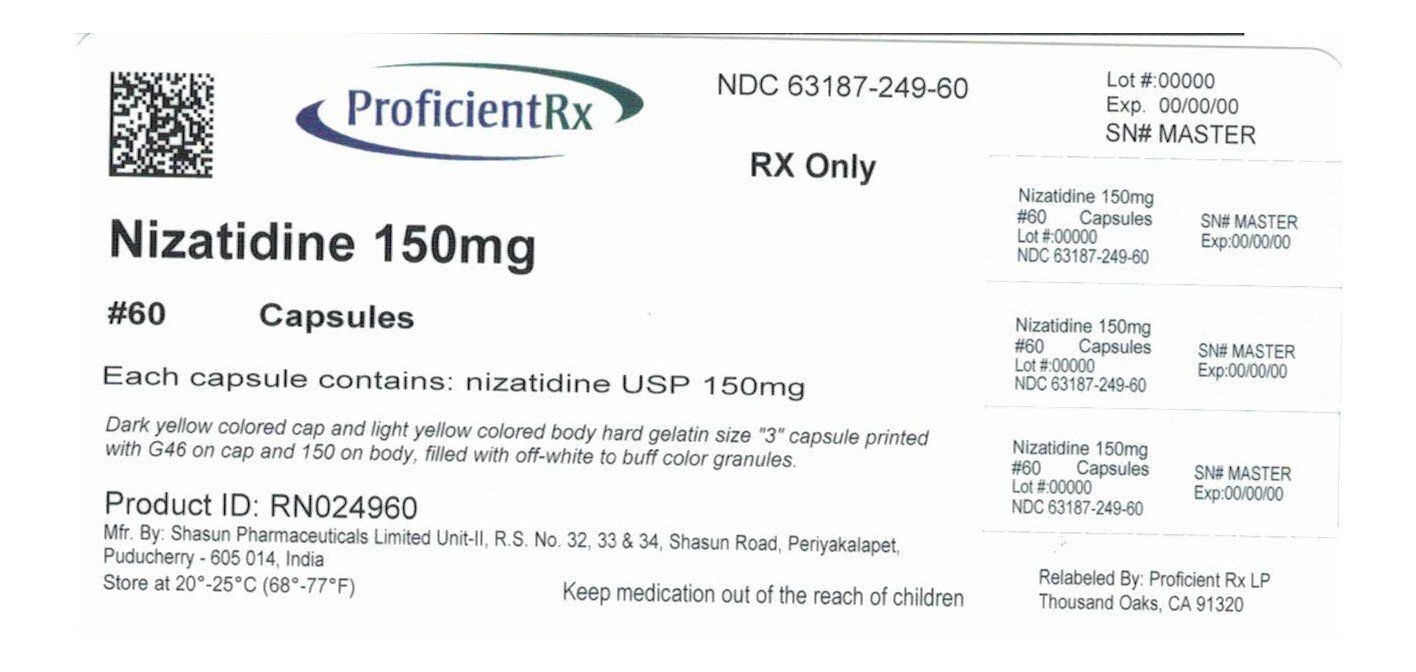 ProficientRx
NDC 63187-249-60
RX Only
Nizatidine 150mg
#60 Capsules
Each capsule contains: nizatidine USP 150mg
Dark yellow colored cap and light yellow colored body hard gelatin size "3" capsule printed
with G46 on cap and 150 on body, filled with off-white to buff color granules.
Product ID: RN024960
Mfr. By: Shasun Pharmaceuticals Limited Unit-II, R.S. No. 32, 33 & 34, Shasun Road, Periyakalapet,
Puducherry - 605 014, India
Store at 20°-25°C (68°-77°F)
Keep medication out of the reach of children
Lot #:00000
Exp. 00/00/00
SN# MASTER
Nizatidine 150mg
#60 Capsules
Lot #:00000
NDC 63187-249-60
SN# MASTER
Exp:00/00/00
Nizatidine 150mg
#60 Capsules
Lot #:00000
NDC 63187-249-60
SN# MASTER
Exp:00/00/00
Nizatidine 150mg
#60 Capsules
Lot #:00000
NDC 63187-249-60
SN# MASTER
Exp:00/00/00
Relabeled By: Proficient Rx LP
Thousand Oaks, CA 91320